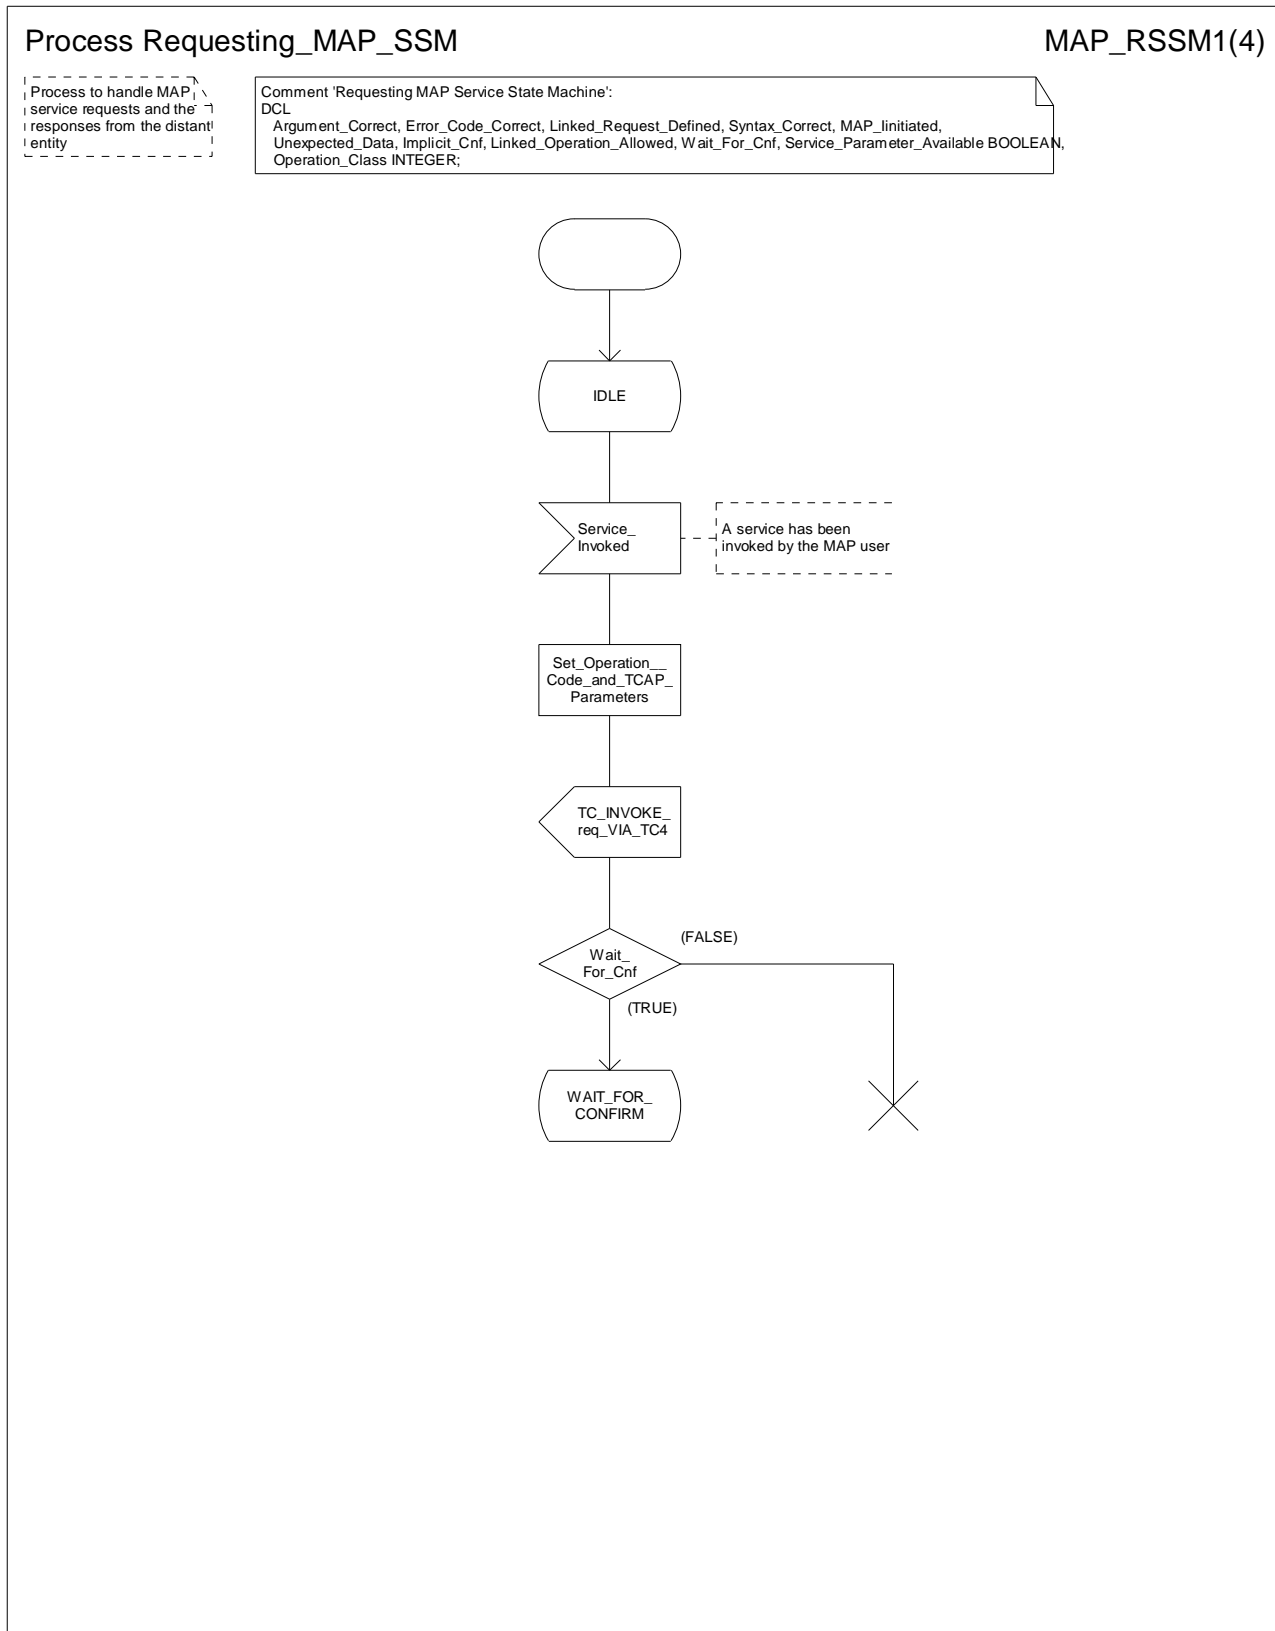 Process Requesting_MAP_SSM
MAP_RSSM1(4)
Process to handle MAP
service requests and the
responses from the distant
entity
Comment 'Requesting MAP Service State Machine':
DCL
Argument_Correct, Error_Code_Correct, Linked_Request_Defined, Syntax_Correct, MAP_Iinitiated,
Unexpected_Data, Implicit_Cnf, Linked_Operation_Allowed, Wait_For_Cnf, Service_Parameter_Available BOOLEAN,
Operation_Class INTEGER;
IDLE
Service_
Invoked
A service has been
invoked by the MAP user
Set_Operation__
Code_and_TCAP_
Parameters
TC_INVOKE_
req_VIA_TC4
(FALSE)
Wait_
For_Cnf
(TRUE)
WAIT_FOR_
CONFIRM